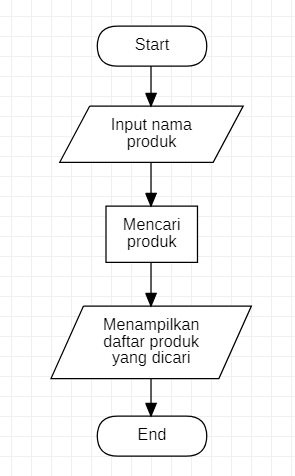 Start
Input nama
produk
Mencari
produk
Menampilkan
daftar produk
yang dicari
End